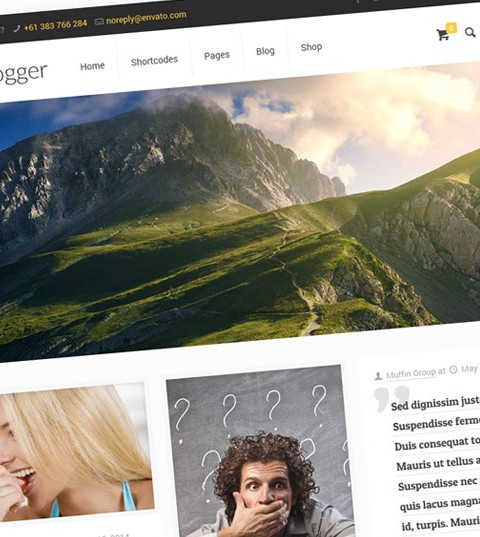 ? +61 383 766 284 noreply@envato.com
ogger Home Shortcodes Pages Blog Shop 0
? ? ? ?
Muffin Group at May
Sed dignissim just
Suspendisse ferme
Duis consequat to
Mauris ut tellus a
Suspendisse nec
quis lacus magna
id, turpis. Mauri
2014